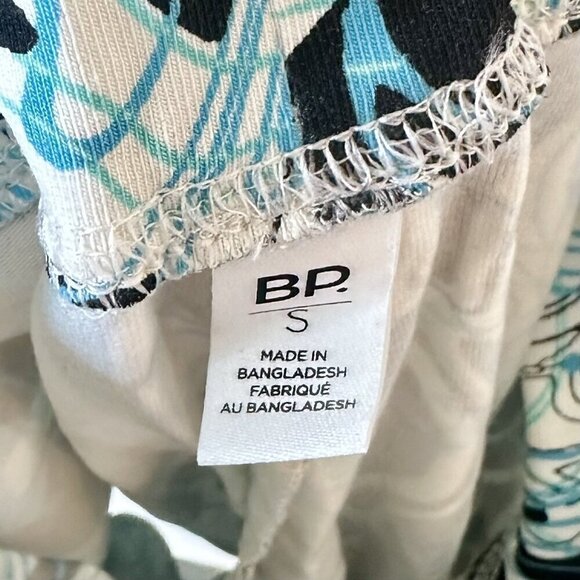 BP.
S
MADE IN
BANGLADESH
FABRIQUÉ
AU BANGLADESH